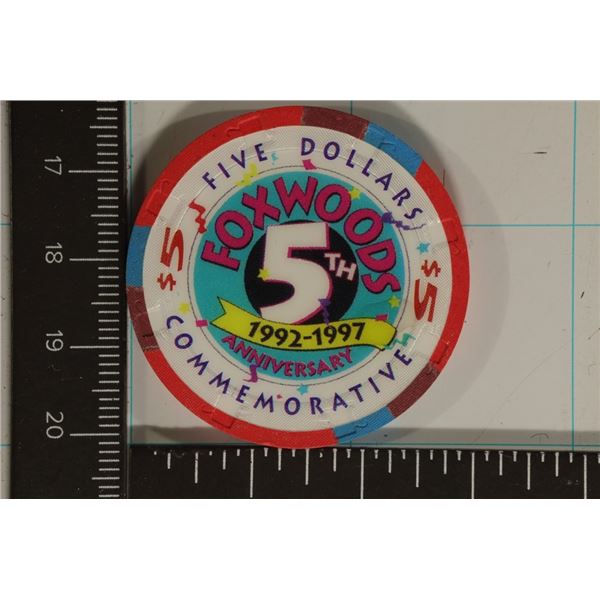 FIVE DOLLARS
$5
FOXWOODS
5TH
$5
1992-1997
ANNIVERSARY
COMMEMORATIVE
17
18
19
20